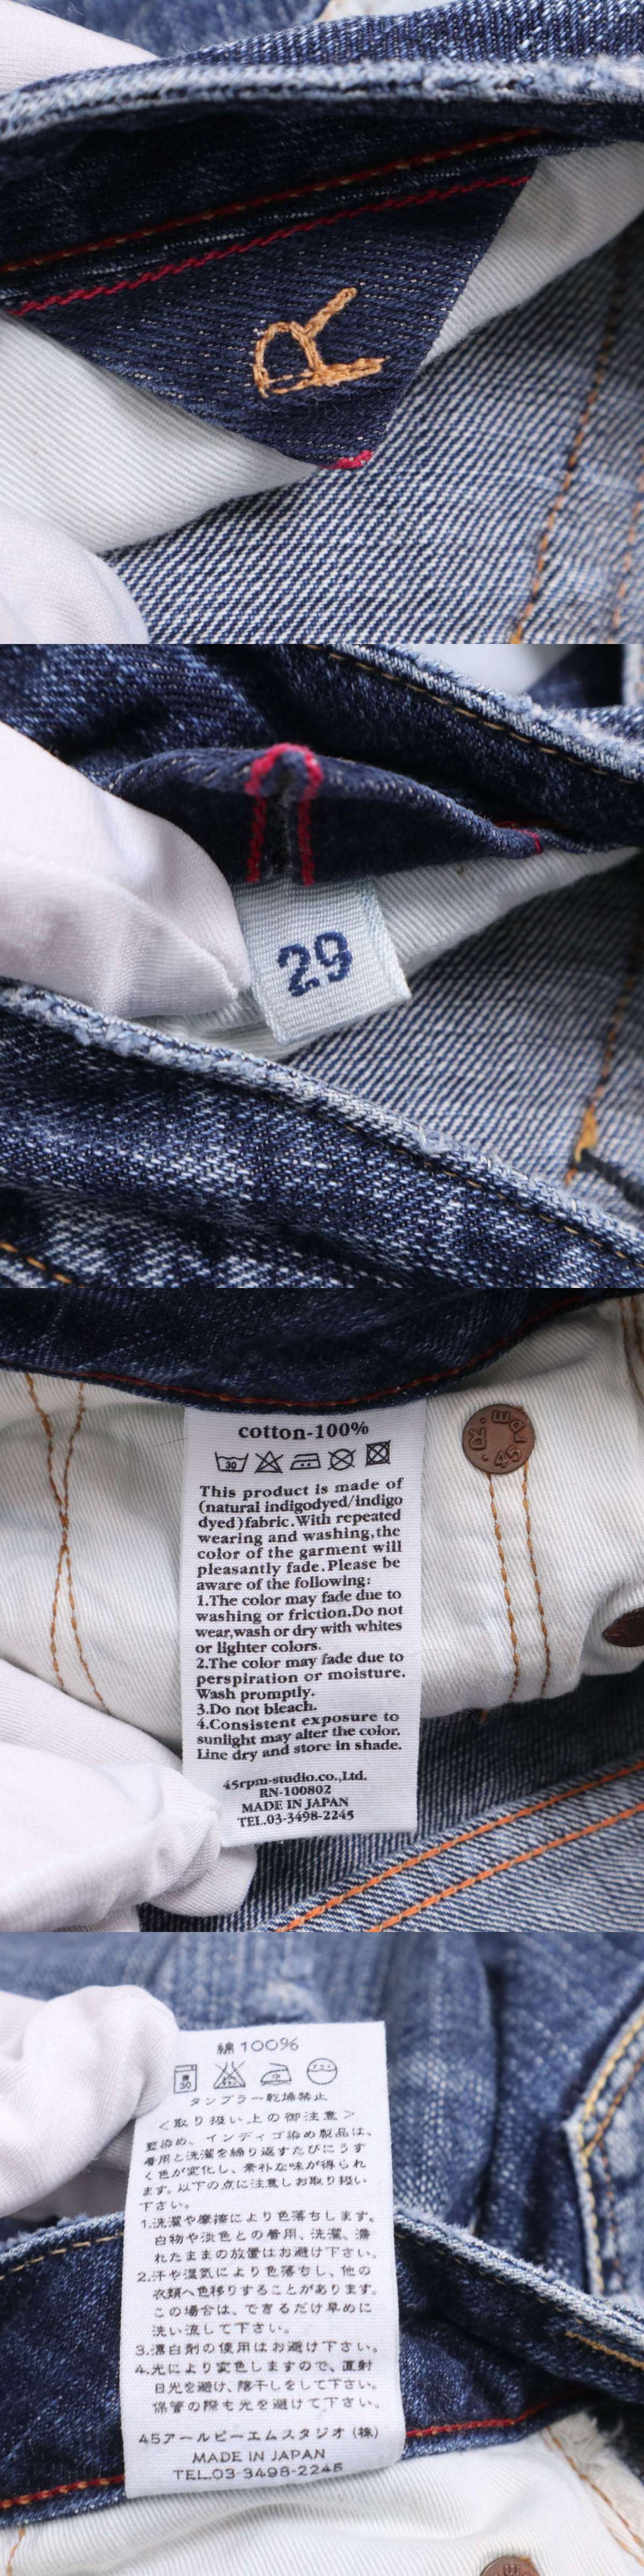 R
29
cotton-100%
30
This product is made of
(natural indigodyed/indigo
dyed)fabric.With repeated
wearing and washing,the
color of the garment will
pleasantly fade.Please be
aware of the following:
1.The color may fade due to
washing or friction.Do not
wear,wash or dry with whites
or lighter colors.
2.The color may fade due to
perspiration or moisture.
Wash promptly.
3.Do not bleach.
4.Consistent exposure to
sunlight may alter the color.
Line dry and store in shade.
45rpm-studio.co.,Ltd.
RN-100802
MADE IN JAPAN
TEL.03-3498-2245
45rpm.R.
綿100%
30
タンブラー乾燥禁止
<取り扱い上の御注意>
藍染め、インディゴ染め製品は、
着用と洗濯を繰り返すたびにうす
く色が変化し、素朴な味が得られ
ます。以下の点に注意しお取り扱い
下さい。
1.洗濯や摩擦により色落ちします。
白物や淡色との着用、洗濯。濡
れたままの放置はお避け下さい。
2.汗や湿気により色落ちし、他の
衣類へ色移りすることがあります。
この場合は、できるだけ早めに
洗い流して下さい。
3.漂白剤の使用はお避け下さい。
4.光により変色しますので、直射
日光を避け、陰干しをして下さい。
保管の際も光を避けて下さい。
45アールピーエムスタジオ(株)
MADE IN JAPAN
TEL.03-3498-2245